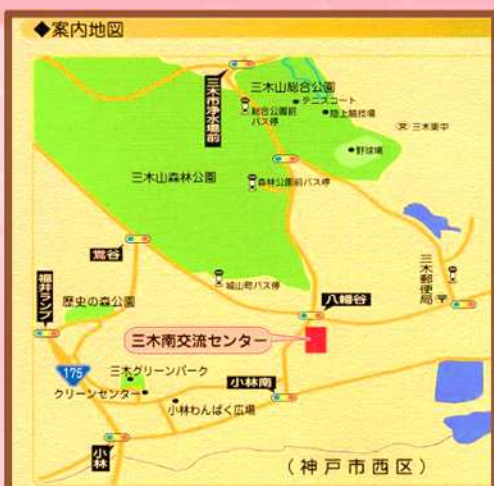 ◆案内地図
三木市浄水場前
三木山総合公園
テニスコート
総合公園前
バス停
陸上競技場
三木東中
野球場
三木山森林公園
森林公園前バス停
鶯谷
三木郵便局
城山町バス停
八幡谷
福井ランプ
歴史の森公園
三木南交流センター
175
三木グリーンパーク
小林南
クリーンセンター
小林わんぱく広場
小林
(神戸市西区)